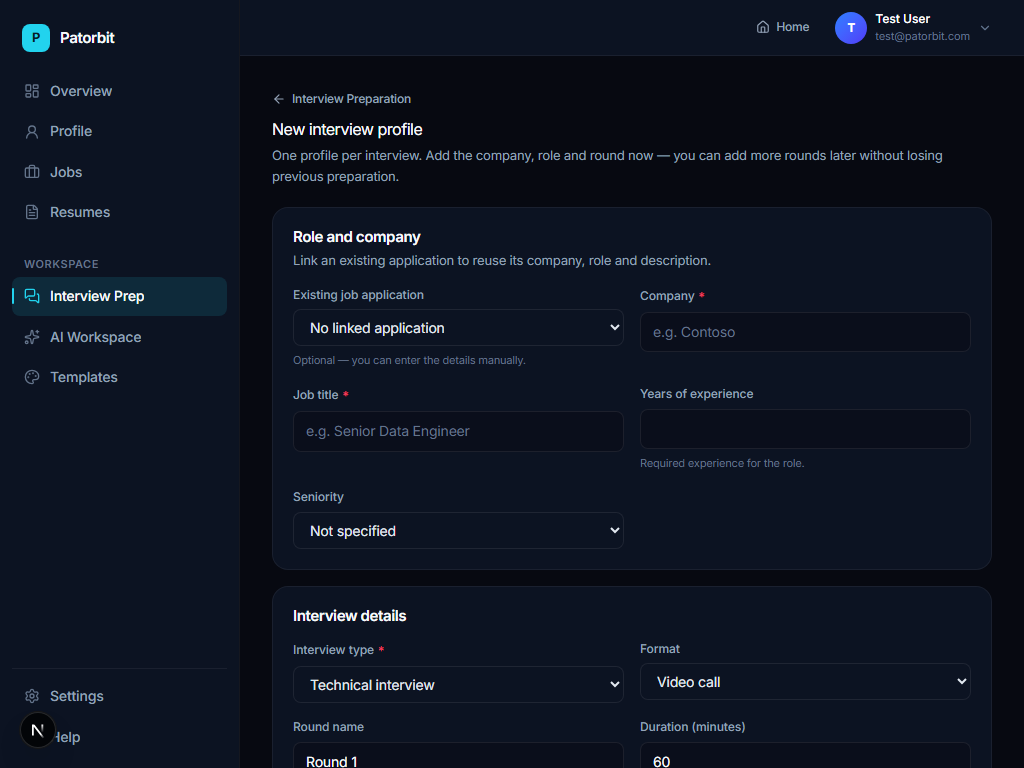 P Patorbit
Home
T
Test User
test@patorbit.com
Overview
Profile
Jobs
Resumes
WORKSPACE
Interview Prep
AI Workspace
Templates
Settings
N
Help
Interview Preparation
New interview profile
One profile per interview. Add the company, role and round now — you can add more rounds later without losing
previous preparation.
Role and company
Link an existing application to reuse its company, role and description.
Existing job application
No linked application
Optional — you can enter the details manually.
Company *
e.g. Contoso
Job title *
e.g. Senior Data Engineer
Years of experience
Required experience for the role.
Seniority
Not specified
Interview details
Interview type *
Technical interview
Format
Video call
Round name
Round 1
Duration (minutes)
60